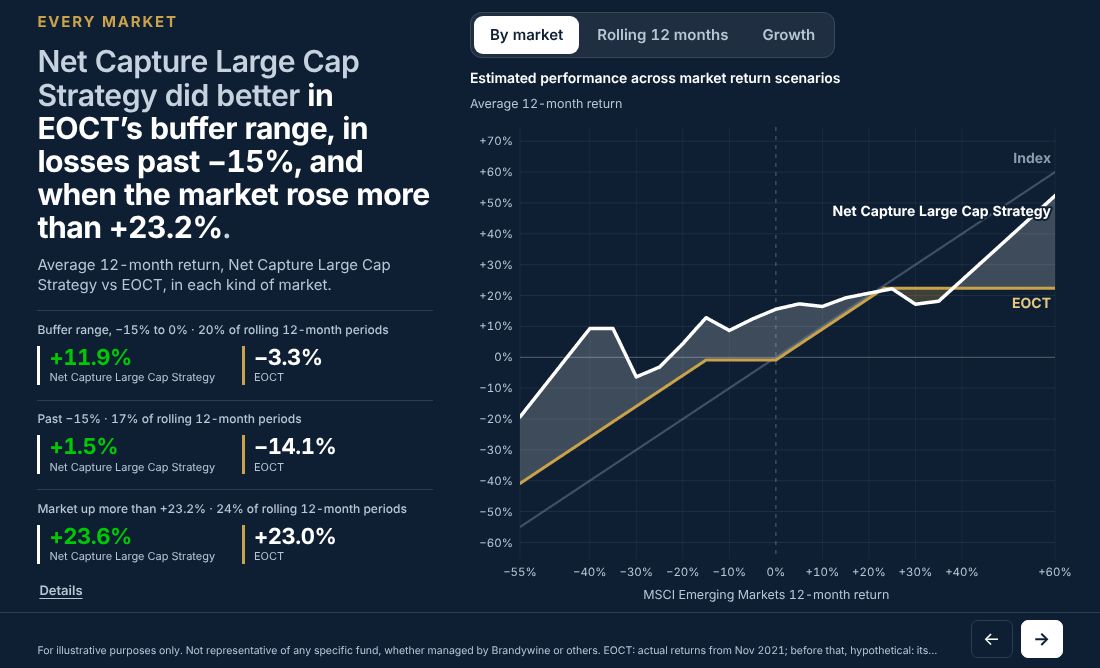 EVERY MARKET
Net Capture Large Cap
Strategy did better in
EOCT’s buffer range, in
losses past −15%, and
when the market rose more
than +23.2%.
Average 12-month return, Net Capture Large Cap
Strategy vs EOCT, in each kind of market.
Buffer range, −15% to 0% · 20% of rolling 12-month periods
+11.9%
Net Capture Large Cap Strategy
−3.3%
EOCT
Past −15% · 17% of rolling 12-month periods
+1.5%
Net Capture Large Cap Strategy
−14.1%
EOCT
Market up more than +23.2% · 24% of rolling 12-month periods
+23.6%
Net Capture Large Cap Strategy
+23.0%
EOCT
Details
By market
Rolling 12 months
Growth
Estimated performance across market return scenarios
Average 12-month return
+70%
+60%
+50%
+40%
+30%
+20%
+10%
0%
−10%
−20%
−30%
−40%
−50%
−60%
Index
Net Capture Large Cap Strategy
EOCT
−55% −40% −30% −20% −10% 0% +10% +20% +30% +40% +60%
MSCI Emerging Markets 12-month return
For illustrative purposes only. Not representative of any specific fund, whether managed by Brandywine or others. EOCT: actual returns from Nov 2021; before that, hypothetical: its…
← →